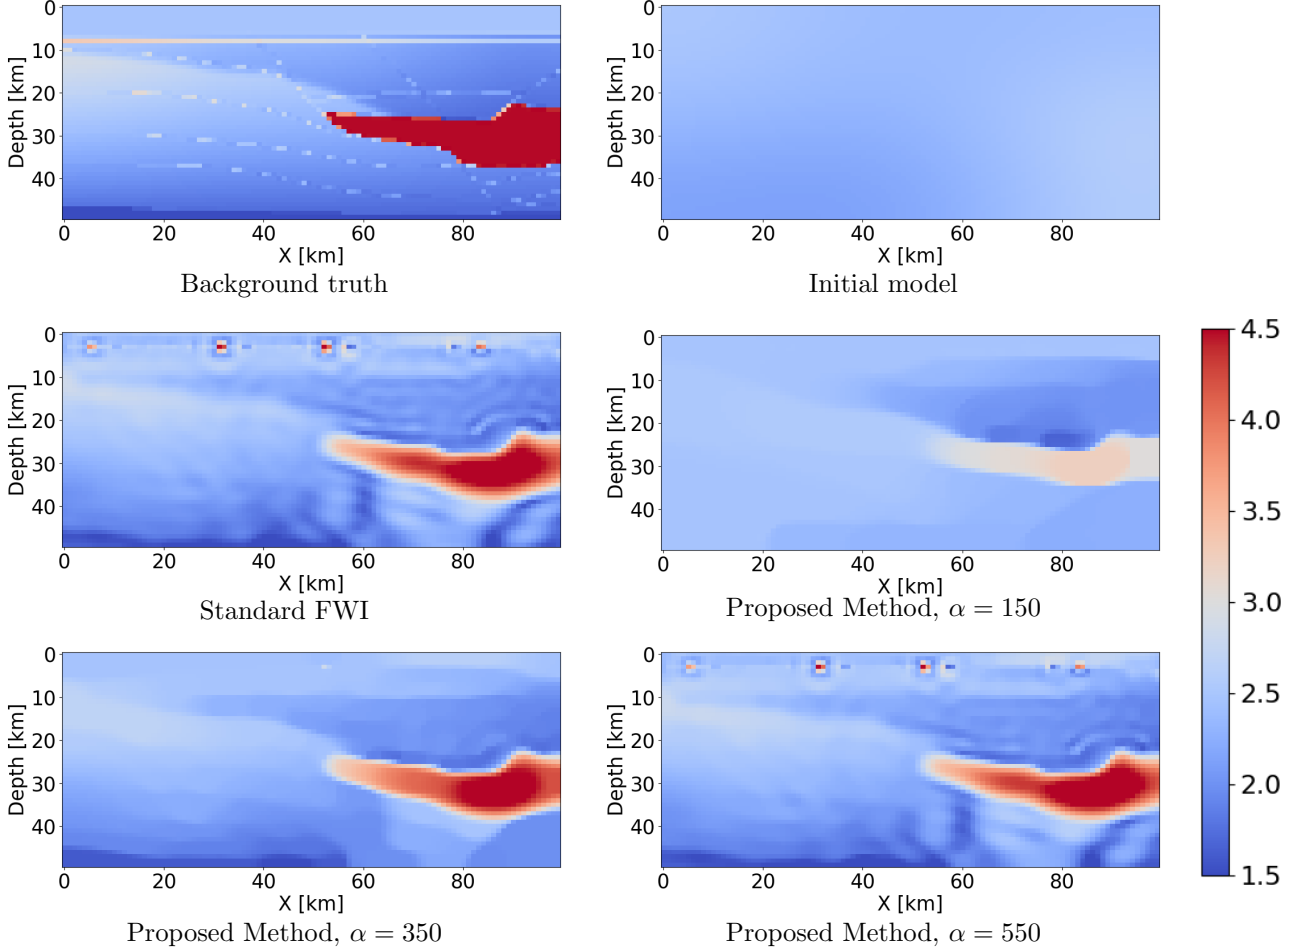 0
10
20
30
40
Depth [km]
0 20 40 60 80
X [km]
Background truth
0
10
20
30
40
Depth [km]
0 20 40 60 80
X [km]
Initial model
0
10
20
30
40
Depth [km]
0 20 40 60 80
X [km]
Standard FWI
0
10
20
30
40
Depth [km]
0 20 40 60 80
X [km]
Proposed Method, α = 150
4.5
4.0
3.5
3.0
2.5
2.0
1.5
0
10
20
30
40
Depth [km]
0 20 40 60 80
X [km]
Proposed Method, α = 350
0
10
20
30
40
Depth [km]
0 20 40 60 80
X [km]
Proposed Method, α = 550